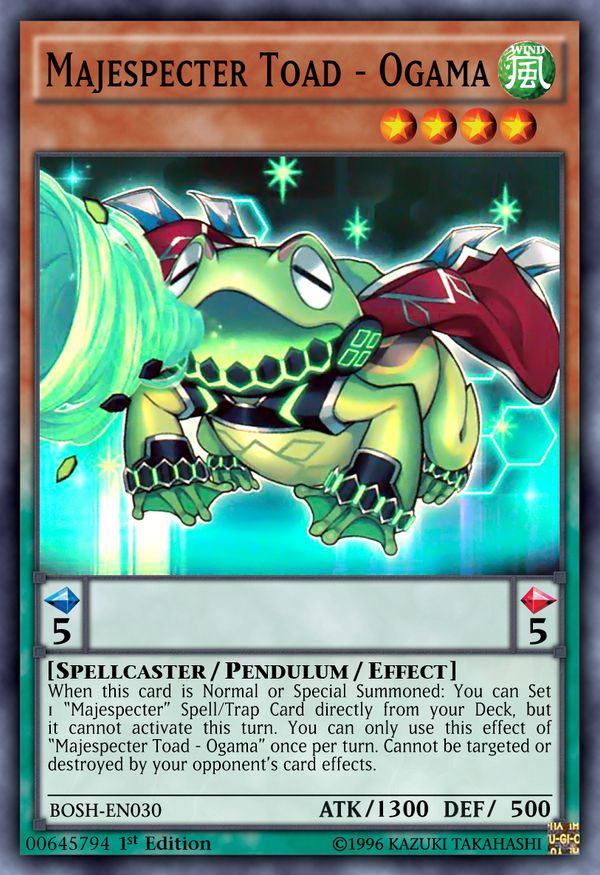 Majespecter Toad - Ogama
WIND
風
5
5
[Spellcaster / Pendulum / Effect]
When this card is Normal or Special Summoned: You can Set
1 “Majespecter” Spell/Trap Card directly from your Deck, but
it cannot activate this turn. You can only use this effect of
“Majespecter Toad - Ogama” once per turn. Cannot be targeted or
destroyed by your opponent's card effects.
BOSH-EN030
ATK/1300 DEF/ 500
00645794 1st Edition
©1996 KAZUKI TAKAHASHI